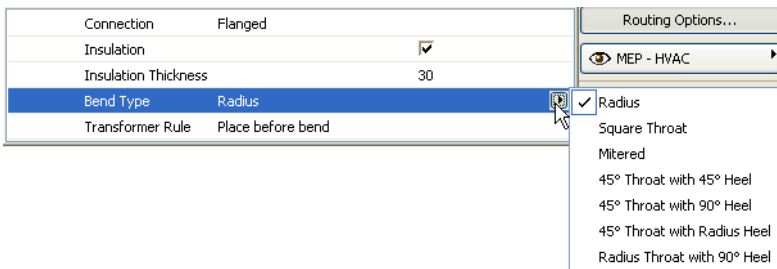 Connection Flanged
Insulation
Insulation Thickness 30
Bend Type Radius
Transformer Rule Place before bend
Routing Options...
MEP - HVAC
Radius
Square Throat
Mitered
45° Throat with 45° Heel
45° Throat with 90° Heel
45° Throat with Radius Heel
Radius Throat with 90° Heel